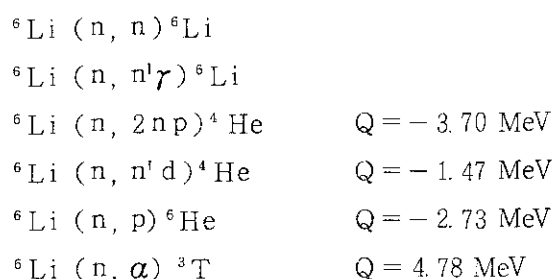 ⁶Li (n, n)⁶Li
⁶Li (n, n'γ)⁶Li
⁶Li (n, 2np)⁴He Q=-3.70 MeV
⁶Li (n, n'd)⁴He Q=-1.47 MeV
⁶Li (n, p)⁶He Q=-2.73 MeV
⁶Li (n, α)³T Q=4.78 MeV